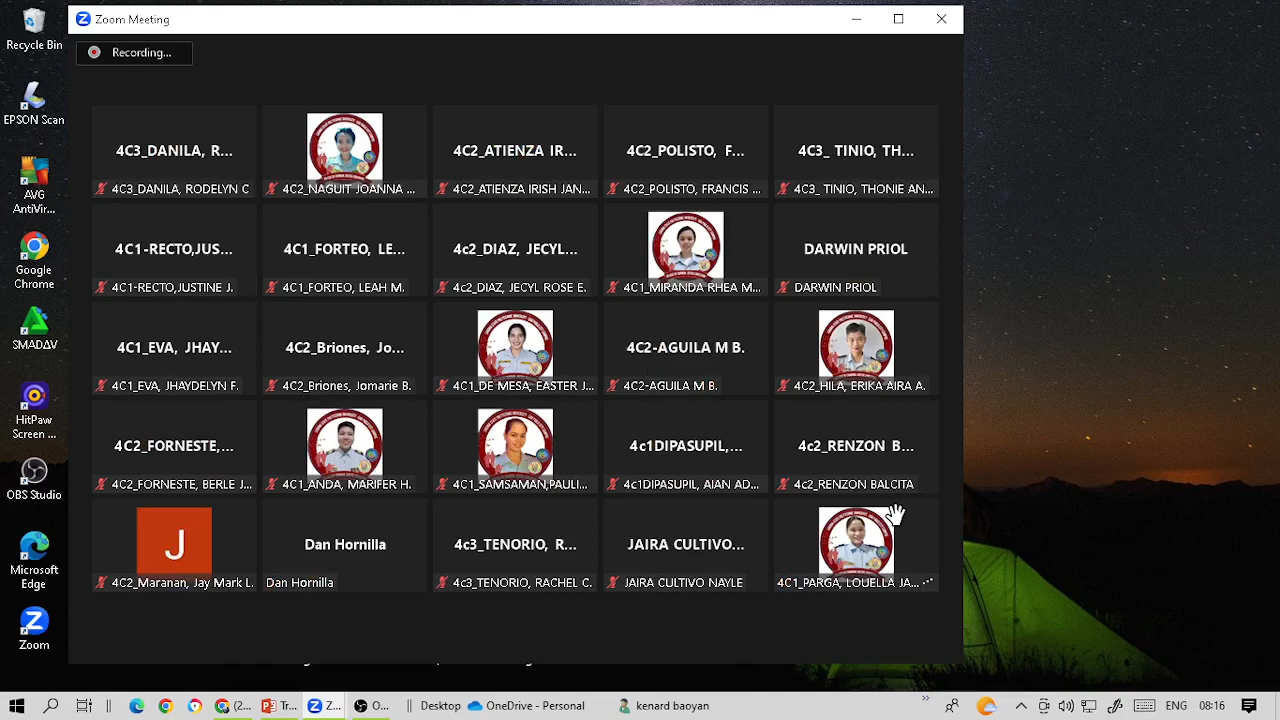 Zoom Meeting
Recording...
Recycle Bin
EPSON Scan
AVG
AntiVir...
Google
Chrome
SMADΔV
HitPaw
Screen ...
OBS Studio
Microsoft
Edge
Zoom
4C3_DANILA, R...
4C3_DANILA, RODELYN C
4C2_NAGUIT JOANNA ...
4C2_ATIENZA IR...
4C2_ATIENZA IRISH JAN...
4C2_POLISTO, F...
4C2_POLISTO, FRANCIS ...
4C3_ TINIO, TH...
4C3_ TINIO, THONIE AN...
4C1-RECTO,JUS...
4C1-RECTO,JUSTINE J.
4C1_FORTEO, LE...
4C1_FORTEO, LEAH M.
4c2_DIAZ, JECYL...
4c2_DIAZ, JECYL ROSE E.
4C1_MIRANDA RHEA M...
DARWIN PRIOL
DARWIN PRIOL
4C1_EVA, JHAY...
4C1_EVA, JHAYDELYN F.
4C2_Briones, Jo...
4C2_Briones, Jomarie B.
4C1_DE MESA, EASTER J...
4C2-AGUILA M B.
4C2-AGUILA M B.
4C2_HILA, ERIKA AIRA A.
4C2_FORNESTE,...
4C2_FORNESTE, BERLE J...
4C1_ANDA, MARIFER H.
4C1_SAMSAMAN,PAULI...
4c1DIPASUPIL,...
4c1DIPASUPIL, AIAN AD...
4c2_RENZON B...
4c2_RENZON BALCITA
J
4C2_Maranan, Jay Mark L.
Dan Hornilla
Dan Hornilla
4c3_TENORIO, R...
4c3_TENORIO, RACHEL C.
JAIRA CULTIVO...
JAIRA CULTIVO NAYLE
4C1_PARGA, LOUELLA JA...
(2...
Tr...
Z...
O...
Desktop
OneDrive - Personal
kenard baoyan
ENG
08:16